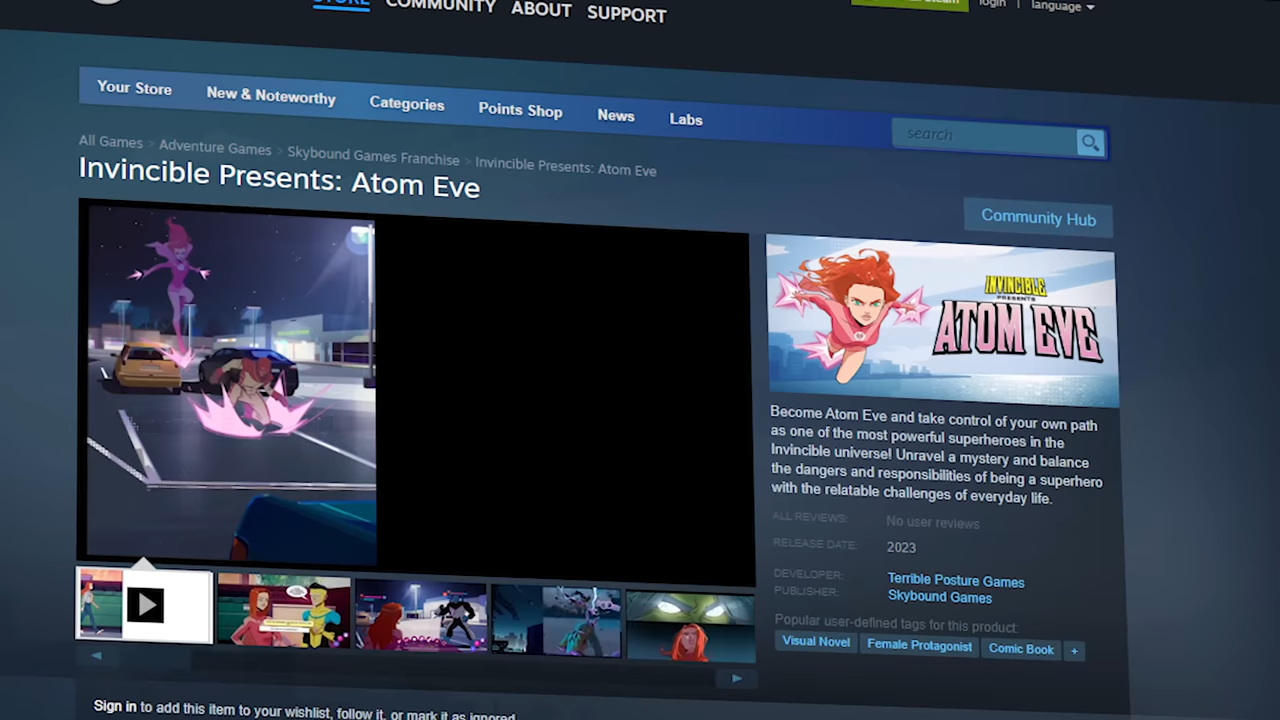 STORE COMMUNITY ABOUT SUPPORT
login | language
Your Store New & Noteworthy Categories Points Shop News Labs
search
All Games > Adventure Games > Skybound Games Franchise > Invincible Presents: Atom Eve
Invincible Presents: Atom Eve
Community Hub
INVINCIBLE
PRESENTS
ATOM EVE
Become Atom Eve and take control of your own path
as one of the most powerful superheroes in the
Invincible universe! Unravel a mystery and balance
the dangers and responsibilities of being a superhero
with the relatable challenges of everyday life.
ALL REVIEWS: No user reviews
RELEASE DATE: 2023
DEVELOPER: Terrible Posture Games
PUBLISHER: Skybound Games
Popular user-defined tags for this product:
Visual Novel Female Protagonist Comic Book +
Sign in to add this item to your wishlist, follow it, or mark it as ignored